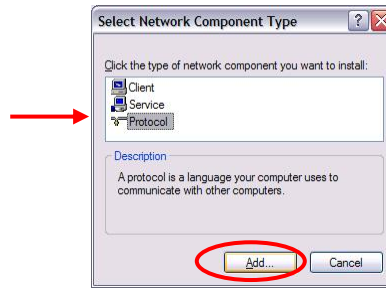 Select Network Component Type
Click the type of network component you want to install:
Client
Service
Protocol
Description
A protocol is a language your computer uses to
communicate with other computers.
Add... Cancel